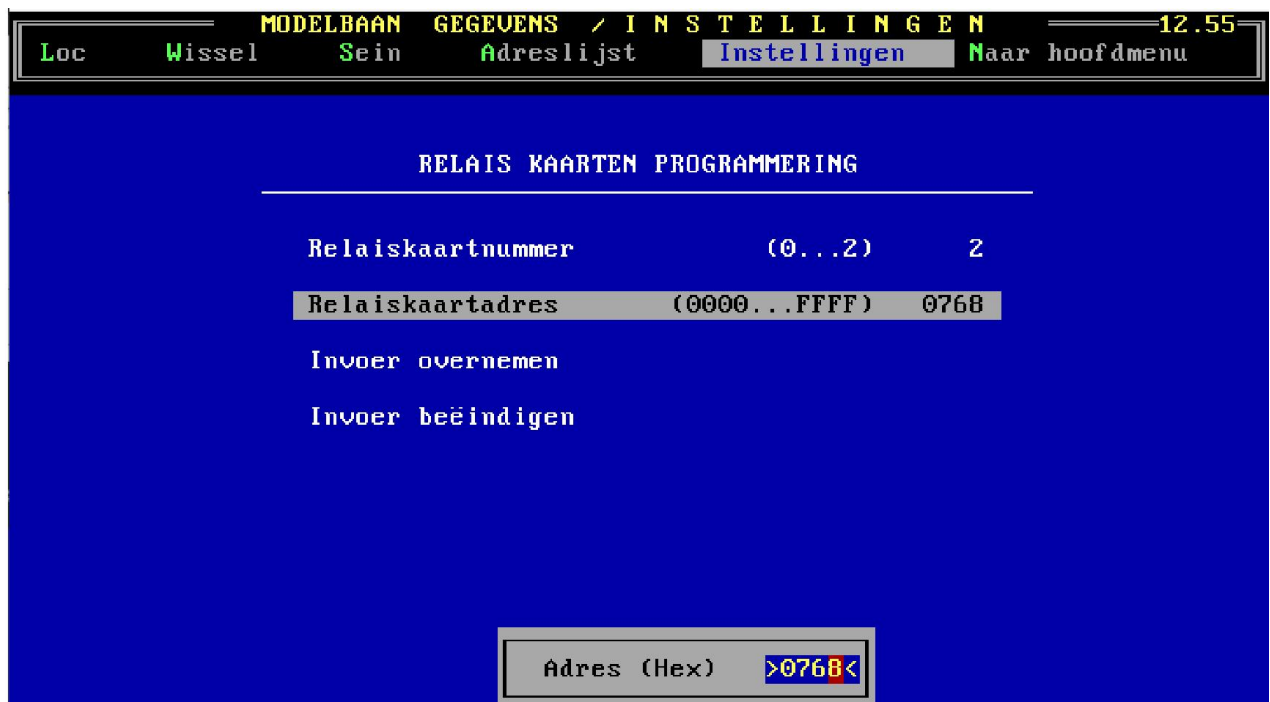 MODELBAAN GEGEVENS / I N S T E L L I N G E N 12.55
Loc Wissel Sein Adreslijst Instellingen Naar hoofdmenu
RELAIS KAARTEN PROGRAMMERING
Relaiskaartnummer (0...2) 2
Relaiskaartadres (0000...FFFF) 0768
Invoer overnemen
Invoer beëindigen
Adres (Hex) >0768<